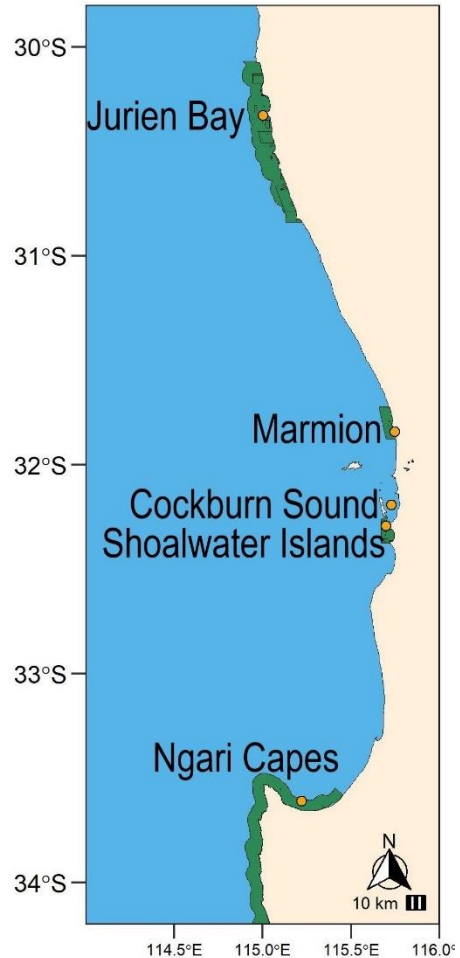 30°S
Jurien Bay
31°S
Marmion
32°S
Cockburn Sound
Shoalwater Islands
33°S
Ngari Capes
34°S
N
10 km
114.5°E 115.0°E 115.5°E 116.0°